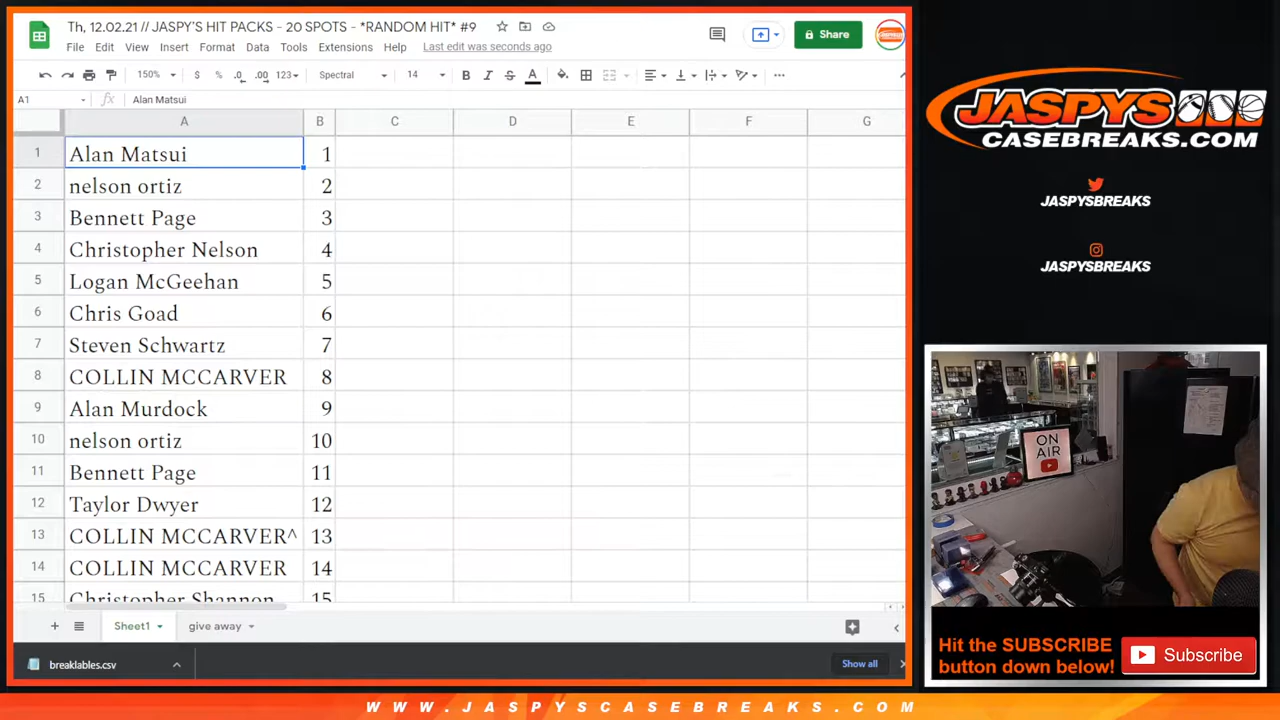 Th, 12.02.21 // JASPY'S HIT PACKS - 20 SPOTS - *RANDOM HIT* #9
File Edit View Insert Format Data Tools Extensions Help Last edit was seconds ago
Share
150% $ % .0 .00 123 Spectral 14 B I S A
A1 fx Alan Matsui
A B C D E F G
1 Alan Matsui 1
2 nelson ortiz 2
3 Bennett Page 3
4 Christopher Nelson 4
5 Logan McGeehan 5
6 Chris Goad 6
7 Steven Schwartz 7
8 COLLIN MCCARVER 8
9 Alan Murdock 9
10 nelson ortiz 10
11 Bennett Page 11
12 Taylor Dwyer 12
13 COLLIN MCCARVER^ 13
14 COLLIN MCCARVER 14
15 Christopher Shannon 15
Sheet1 give away
breaklables.csv
Show all
JASPYS
CASEBREAKS.COM
JASPYSBREAKS
JASPYSBREAKS
ON
AIR
Hit the SUBSCRIBE
button down below!
Subscribe
WWW.JASPYSCASEBREAKS.COM